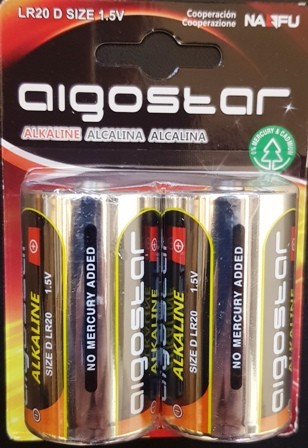 LR20 D SIZE 1.5V
Cooperación
Cooperazione
NAFFU
aigostar
ALKALINE ALCALINA ALCALINA
0% MERCURY & CADMIUM
ALKALINE
SIZE D LR20
1.5V
NO MERCURY ADDED
aigostar
ALKALINE
SIZE D LR20
1.5V
NO MERCURY ADDED
aigostar